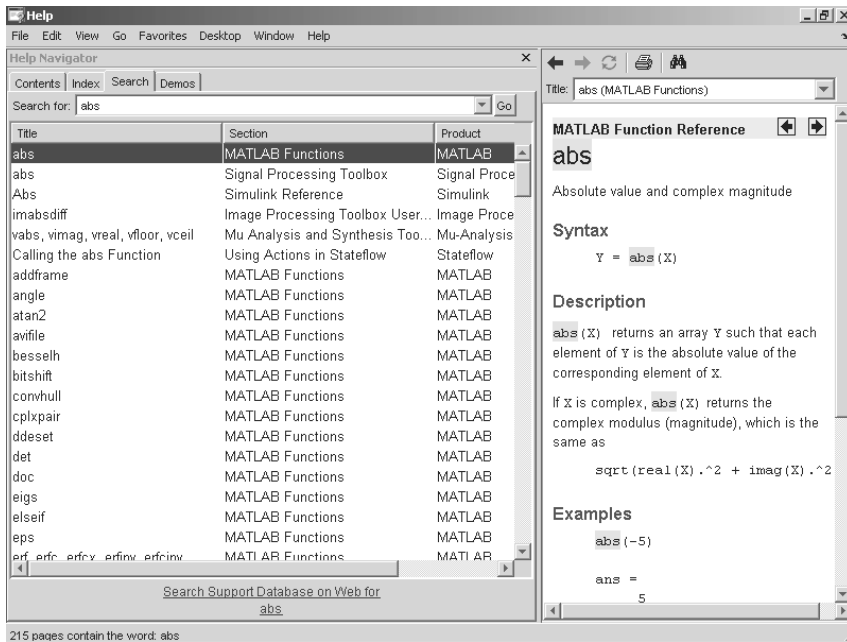 Help
File Edit View Go Favorites Desktop Window Help
Help Navigator
Contents Index Search Demos
Search for: abs Go
Title Section Product
abs MATLAB Functions MATLAB
abs Signal Processing Toolbox Signal Proce
Abs Simulink Reference Simulink
imabsdiff Image Processing Toolbox User... Image Proce
vabs, vimag, vreal, vfloor, vceil Mu Analysis and Synthesis Too... Mu-Analysis
Calling the abs Function Using Actions in Stateflow Stateflow
addframe MATLAB Functions MATLAB
angle MATLAB Functions MATLAB
atan2 MATLAB Functions MATLAB
avifile MATLAB Functions MATLAB
besselh MATLAB Functions MATLAB
bitshift MATLAB Functions MATLAB
convhull MATLAB Functions MATLAB
cplxpair MATLAB Functions MATLAB
ddeset MATLAB Functions MATLAB
det MATLAB Functions MATLAB
doc MATLAB Functions MATLAB
eigs MATLAB Functions MATLAB
elseif MATLAB Functions MATLAB
eps MATLAB Functions MATLAB
erf, erfc, erfcx, erfinv, erfcinv MATLAB Functions MATLAB
Search Support Database on Web for
abs
Title: abs (MATLAB Functions)
MATLAB Function Reference
abs
Absolute value and complex magnitude
Syntax
Y = abs(X)
Description
abs(X) returns an array Y such that each
element of Y is the absolute value of the
corresponding element of X.
If X is complex, abs(X) returns the
complex modulus (magnitude), which is the
same as
sqrt(real(X).^2 + imag(X).^2
Examples
abs(-5)
ans =
5
215 pages contain the word: abs